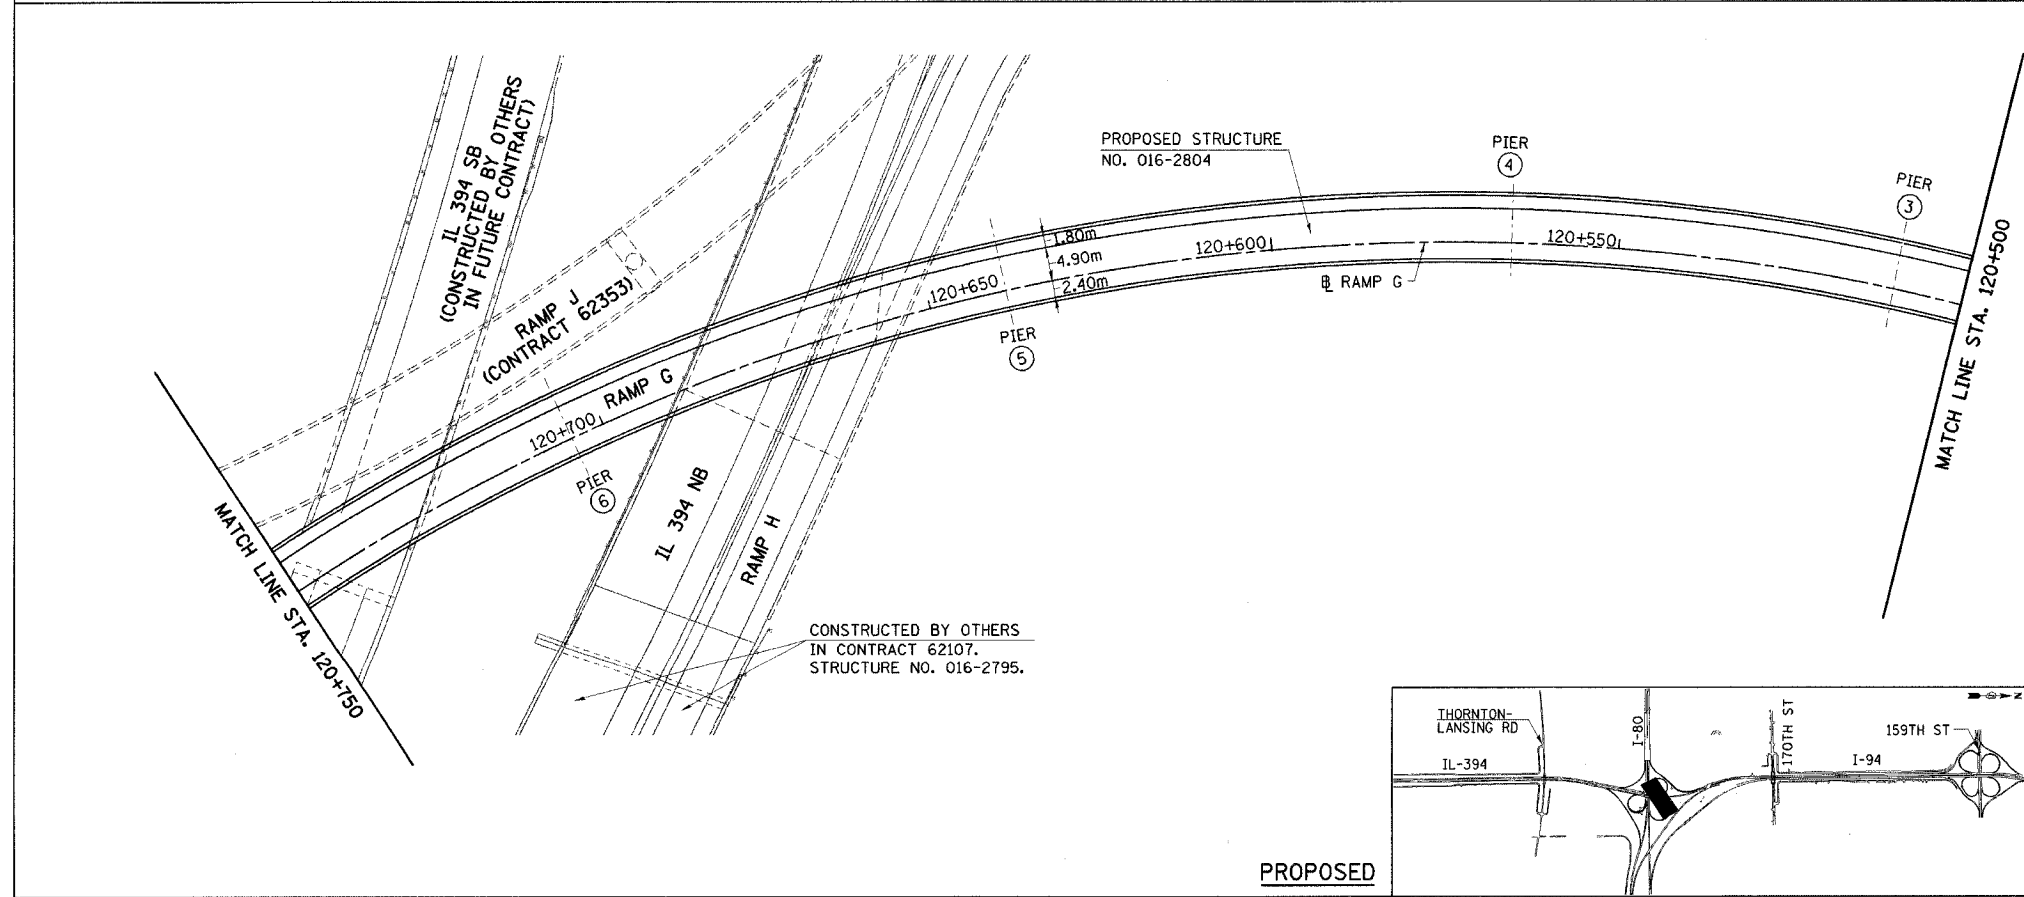 IL 394 SB
(CONSTRUCTED BY OTHERS
IN FUTURE CONTRACT)
RAMP J
(CONTRACT 62353)
PROPOSED STRUCTURE
NO. 016-2804
PIER
4
PIER
3
1.80m
4.90m
2.40m
120+650
120+600
120+550
℄ RAMP G
PIER
5
MATCH LINE STA. 120+500
RAMP G
120+700
PIER
6
IL 394 NB
RAMP H
MATCH LINE STA. 120+750
CONSTRUCTED BY OTHERS
IN CONTRACT 62107.
STRUCTURE NO. 016-2795.
PROPOSED
THORNTON-
LANSING RD
IL-394
I-80
170TH ST
I-94
159TH ST
N